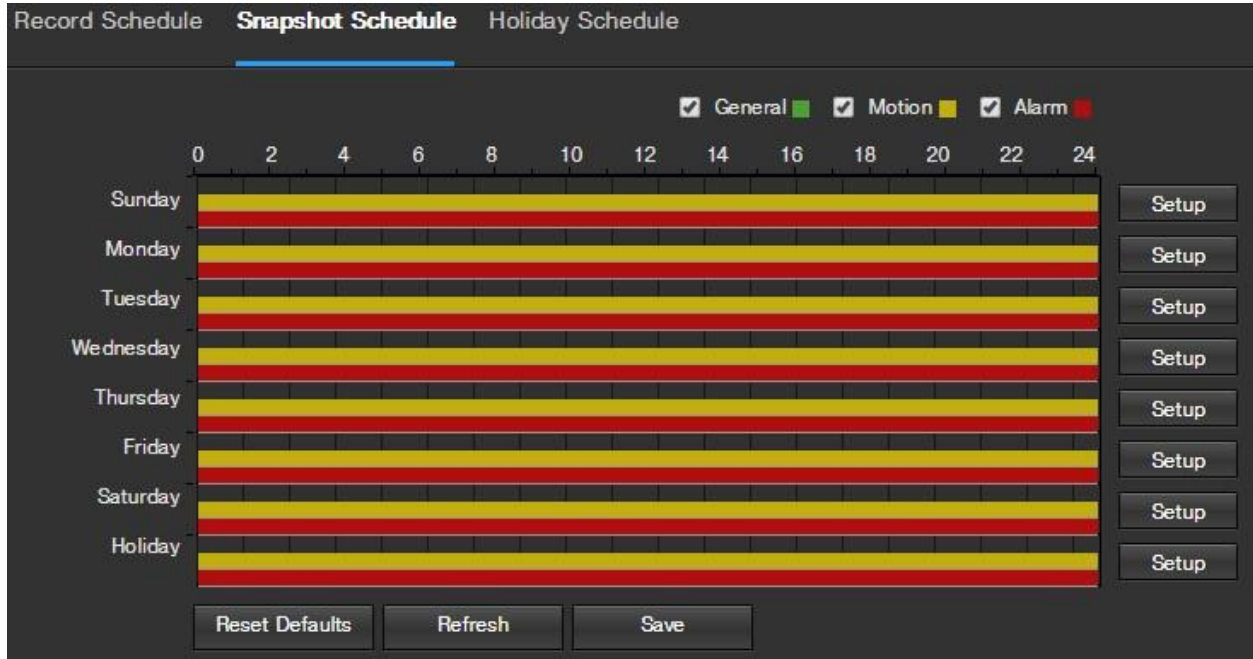 Record Schedule Snapshot Schedule Holiday Schedule
General Motion Alarm
0 2 4 6 8 10 12 14 16 18 20 22 24
Sunday Setup
Monday Setup
Tuesday Setup
Wednesday Setup
Thursday Setup
Friday Setup
Saturday Setup
Holiday Setup
Reset Defaults Refresh Save